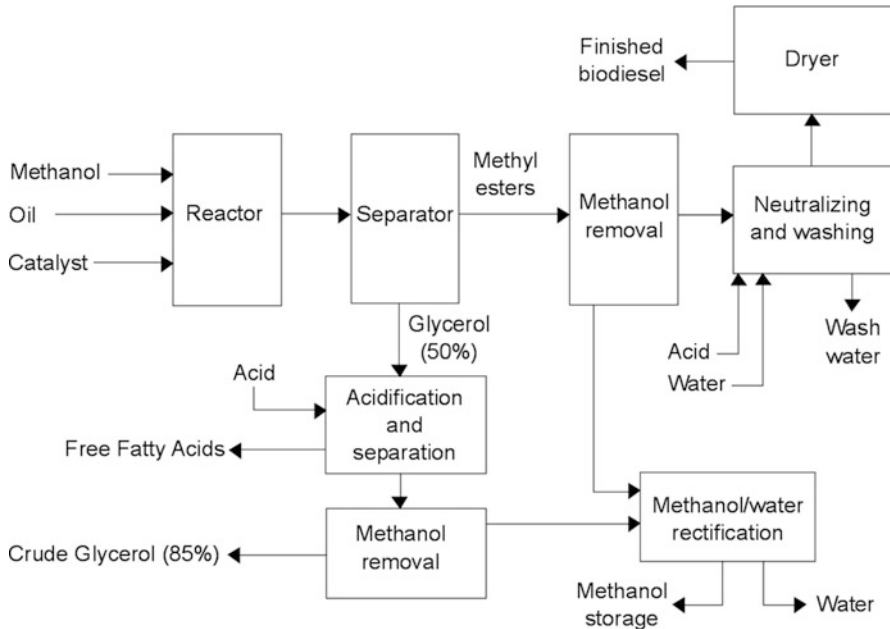 Finished
biodiesel
Dryer
Methanol
Oil
Catalyst
Reactor
Separator
Methyl
esters
Methanol
removal
Neutralizing
and washing
Glycerol
(50%)
Acid
Water
Wash
water
Acid
Acidification
and
separation
Free Fatty Acids
Methanol
removal
Crude Glycerol (85%)
Methanol/water
rectification
Methanol
storage
Water